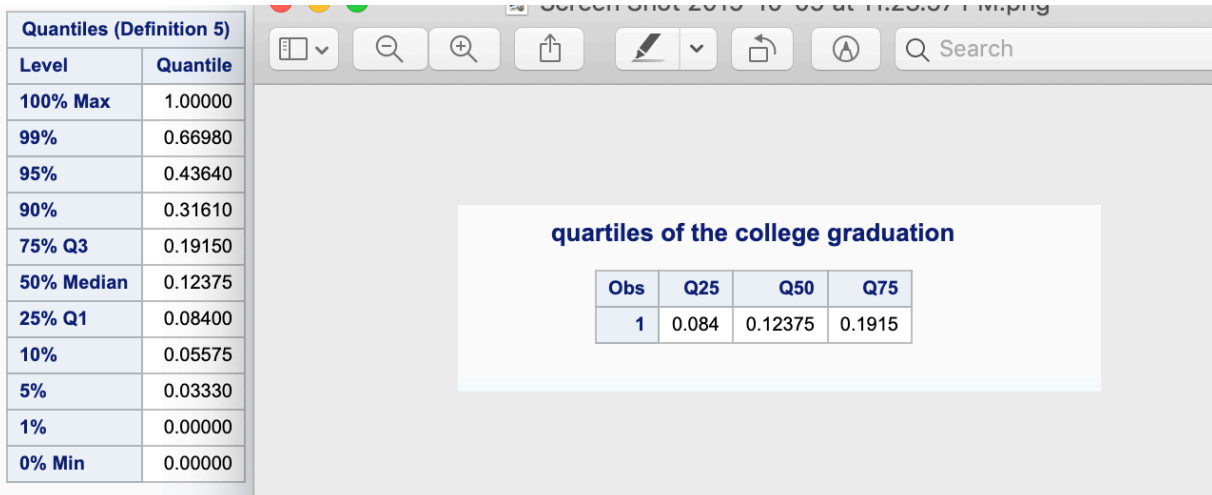 Quantiles (Definition 5)
Level Quantile
100% Max 1.00000
99% 0.66980
95% 0.43640
90% 0.31610
75% Q3 0.19150
50% Median 0.12375
25% Q1 0.08400
10% 0.05575
5% 0.03330
1% 0.00000
0% Min 0.00000
Search
quartiles of the college graduation
Obs Q25 Q50 Q75
1 0.084 0.12375 0.1915